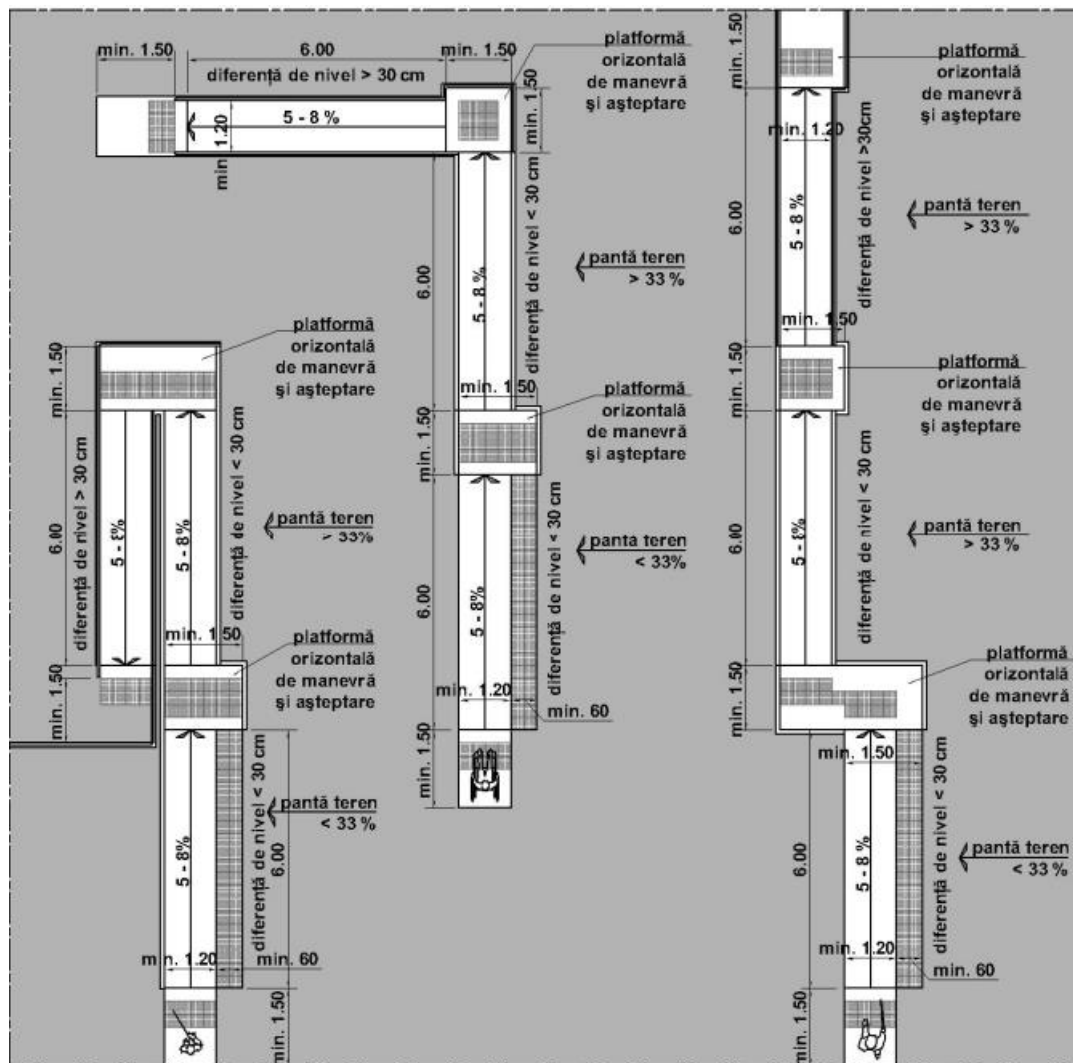 min. 1.50
6.00
min. 1.50
diferență de nivel > 30 cm
platformă
orizontală
de manevră
și așteptare
min. 1.50
5 - 8 %
1.20
min
diferență de nivel < 30 cm
6.00
5 - 8 %
pantă teren
> 33 %
min. 1.50
min. 1.50
platformă
orizontală
de manevră
și așteptare
6.00
5 - 8%
diferență de nivel < 30 cm
panta teren
< 33%
min. 1.20
min. 60
min. 1.50
platformă
orizontală
de manevră
și așteptare
min. 1.50
6.00
diferență de nivel > 30 cm
5 - 8%
5 - 8%
diferență de nivel < 30 cm
pantă teren
> 33%
min. 1.50
min. 1.50
platformă
orizontală
de manevră
și așteptare
5 - 8%
diferență de nivel < 30 cm
6.00
pantă teren
< 33 %
min. 1.20
min. 60
min. 1.50
min. 1.50
platformă
orizontală
de manevră
și așteptare
min. 1.20
6.00
5 - 8 %
diferență de nivel >30cm
pantă teren
> 33 %
min. 1.50
min. 1.50
platformă
orizontală
de manevră
și așteptare
6.00
5 - 8%
diferență de nivel < 30 cm
pantă teren
> 33 %
min. 1.50
platformă
orizontală
de manevră
și așteptare
min. 1.50
6.00
5 - 8 %
diferență de nivel < 30 cm
pantă teren
< 33 %
min. 1.20
min. 60
min. 1.50